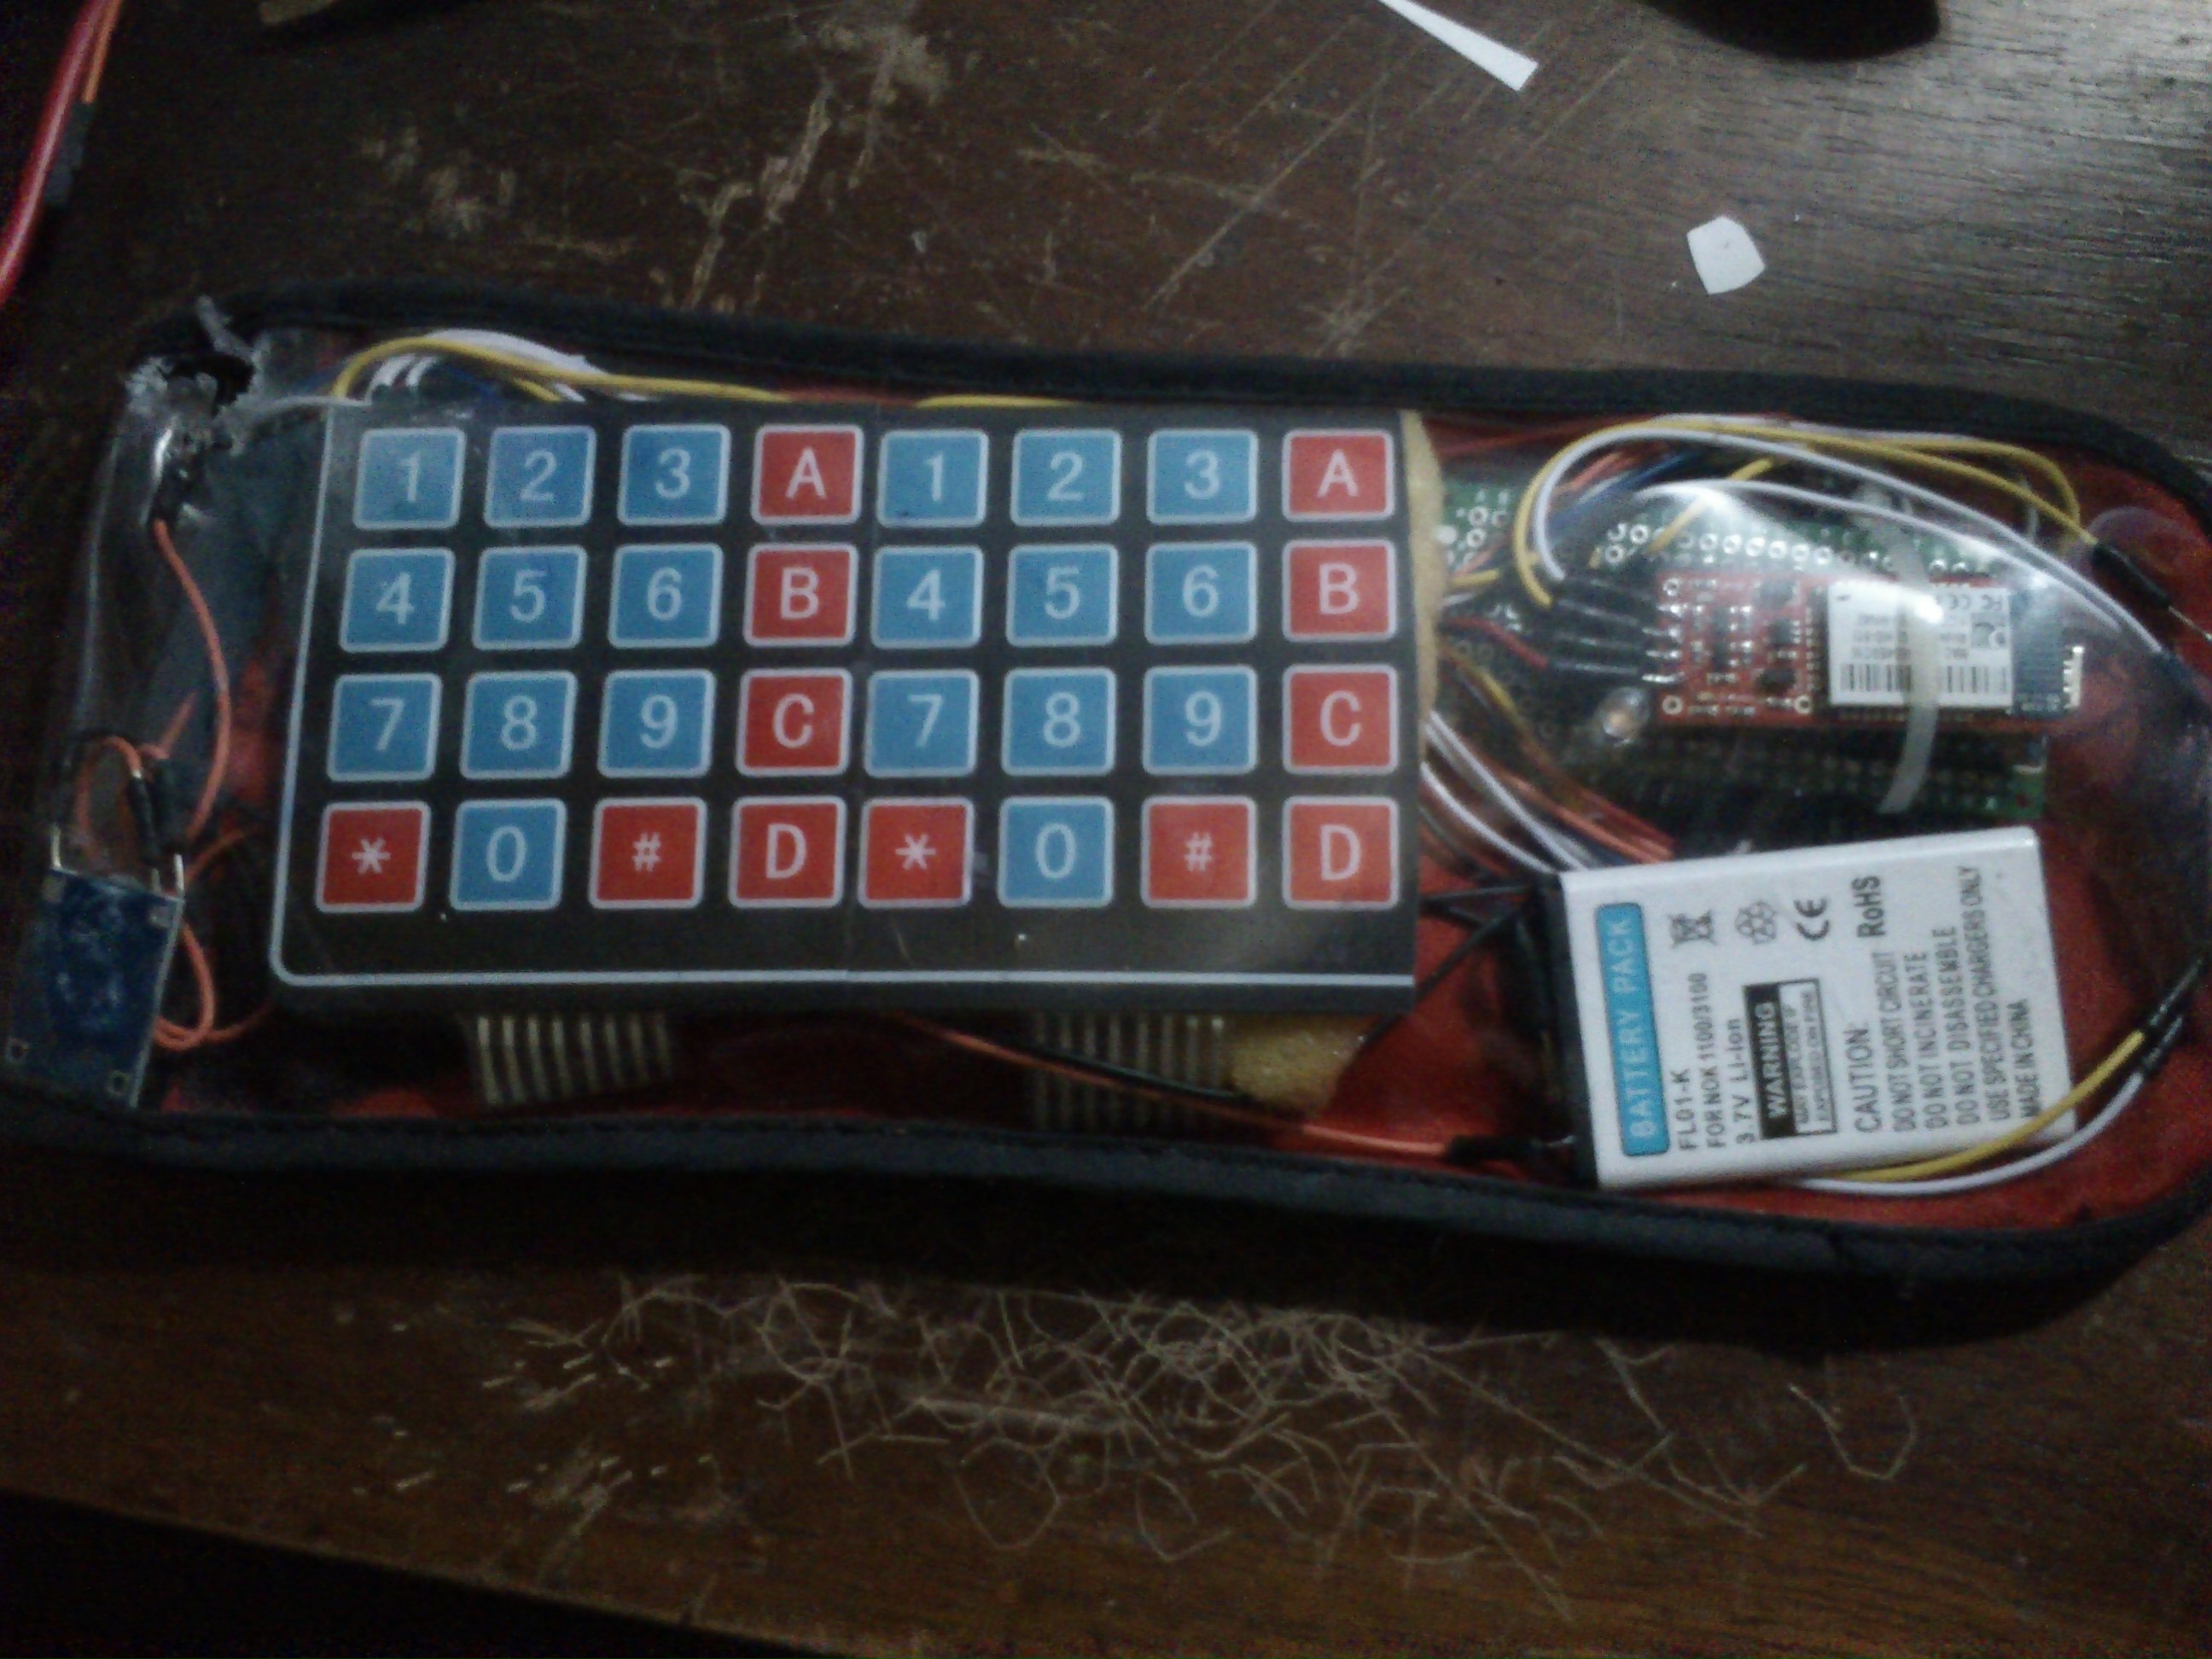 1 2 3 A 1 2 3 A
4 5 6 B 4 5 6 B
7 8 9 C 7 8 9 C
* 0 # D * 0 # D
BATTERY PACK
FL01-K
FOR NOK 1100/3100
3.7V Li-Ion
WARNING
CE RoHS
CAUTION:
DO NOT SHORT CIRCUIT
DO NOT INCINERATE
DO NOT DISASSEMBLE
USE SPECIFIED CHARGERS ONLY
MADE IN CHINA